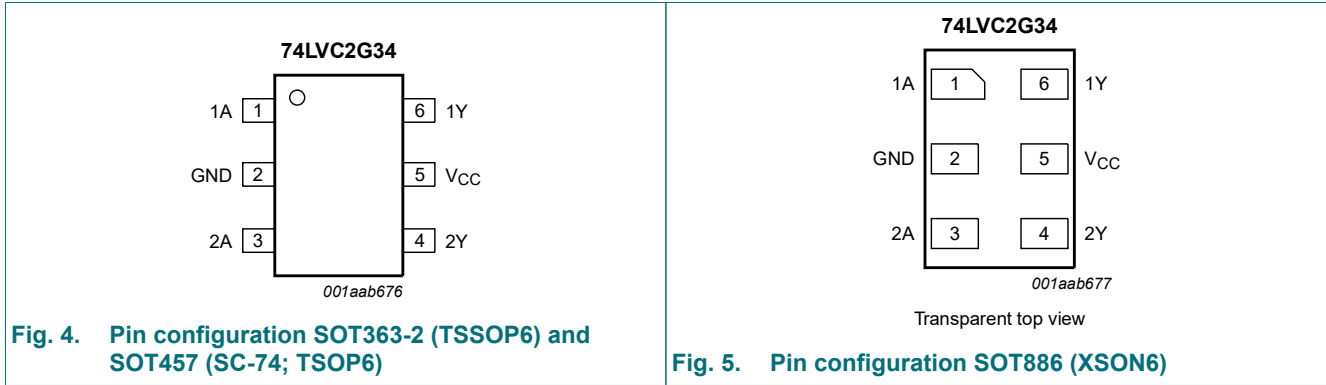 74LVC2G34
1A 1 6 1Y
GND 2 5 VCC
2A 3 4 2Y
001aab676
Fig. 4. Pin configuration SOT363-2 (TSSOP6) and
SOT457 (SC-74; TSOP6)
74LVC2G34
1A 1 6 1Y
GND 2 5 VCC
2A 3 4 2Y
001aab677
Transparent top view
Fig. 5. Pin configuration SOT886 (XSON6)